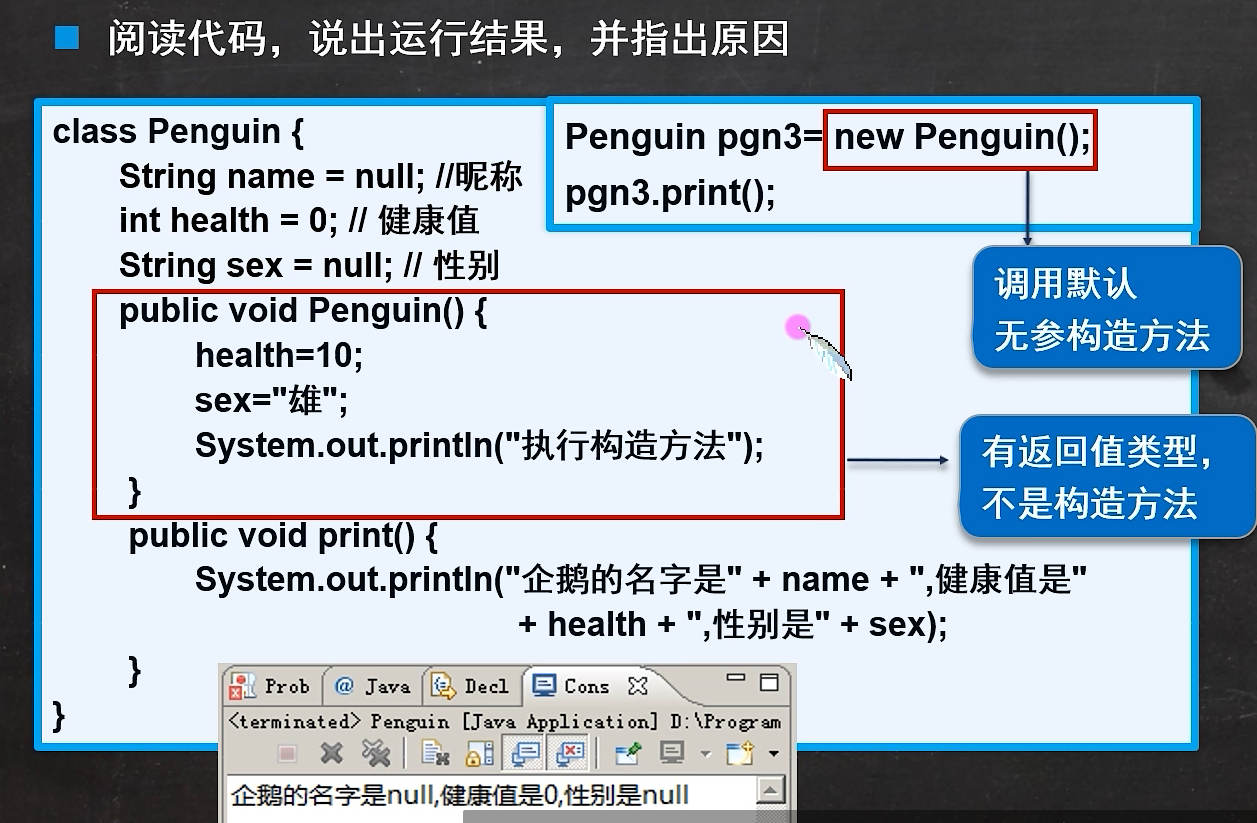 阅读代码，说出运行结果，并指出原因
class Penguin {
String name = null; //昵称
int health = 0; // 健康值
String sex = null; // 性别
public void Penguin() {
health=10;
sex="雄";
System.out.println("执行构造方法");
}
public void print() {
System.out.println("企鹅的名字是" + name + ",健康值是"
+ health + ",性别是" + sex);
}
}
Penguin pgn3= new Penguin();
pgn3.print();
调用默认
无参构造方法
有返回值类型，
不是构造方法
Prob @ Java Decl Cons
<terminated> Penguin [Java Application] D:\Program
企鹅的名字是null,健康值是0,性别是null